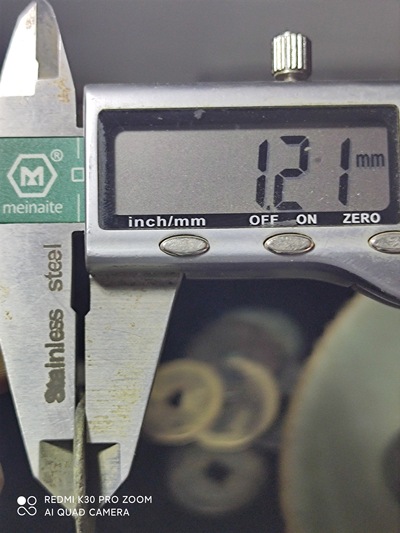 1.21 mm
M®
meinaite
inch/mm OFF ON ZERO
Stainless steel
REDMI K30 PRO ZOOM
AI QUAD CAMERA